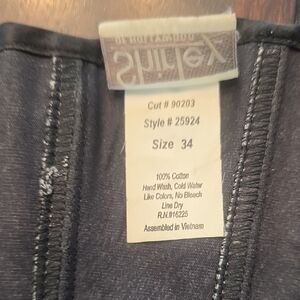 Cut # 90203
Style # 25924
Size 34
100% Cotton
Hand Wash, Cold Water
Like Colors, No Bleach
Line Dry
R.N.#16225
Assembled in Vietnam